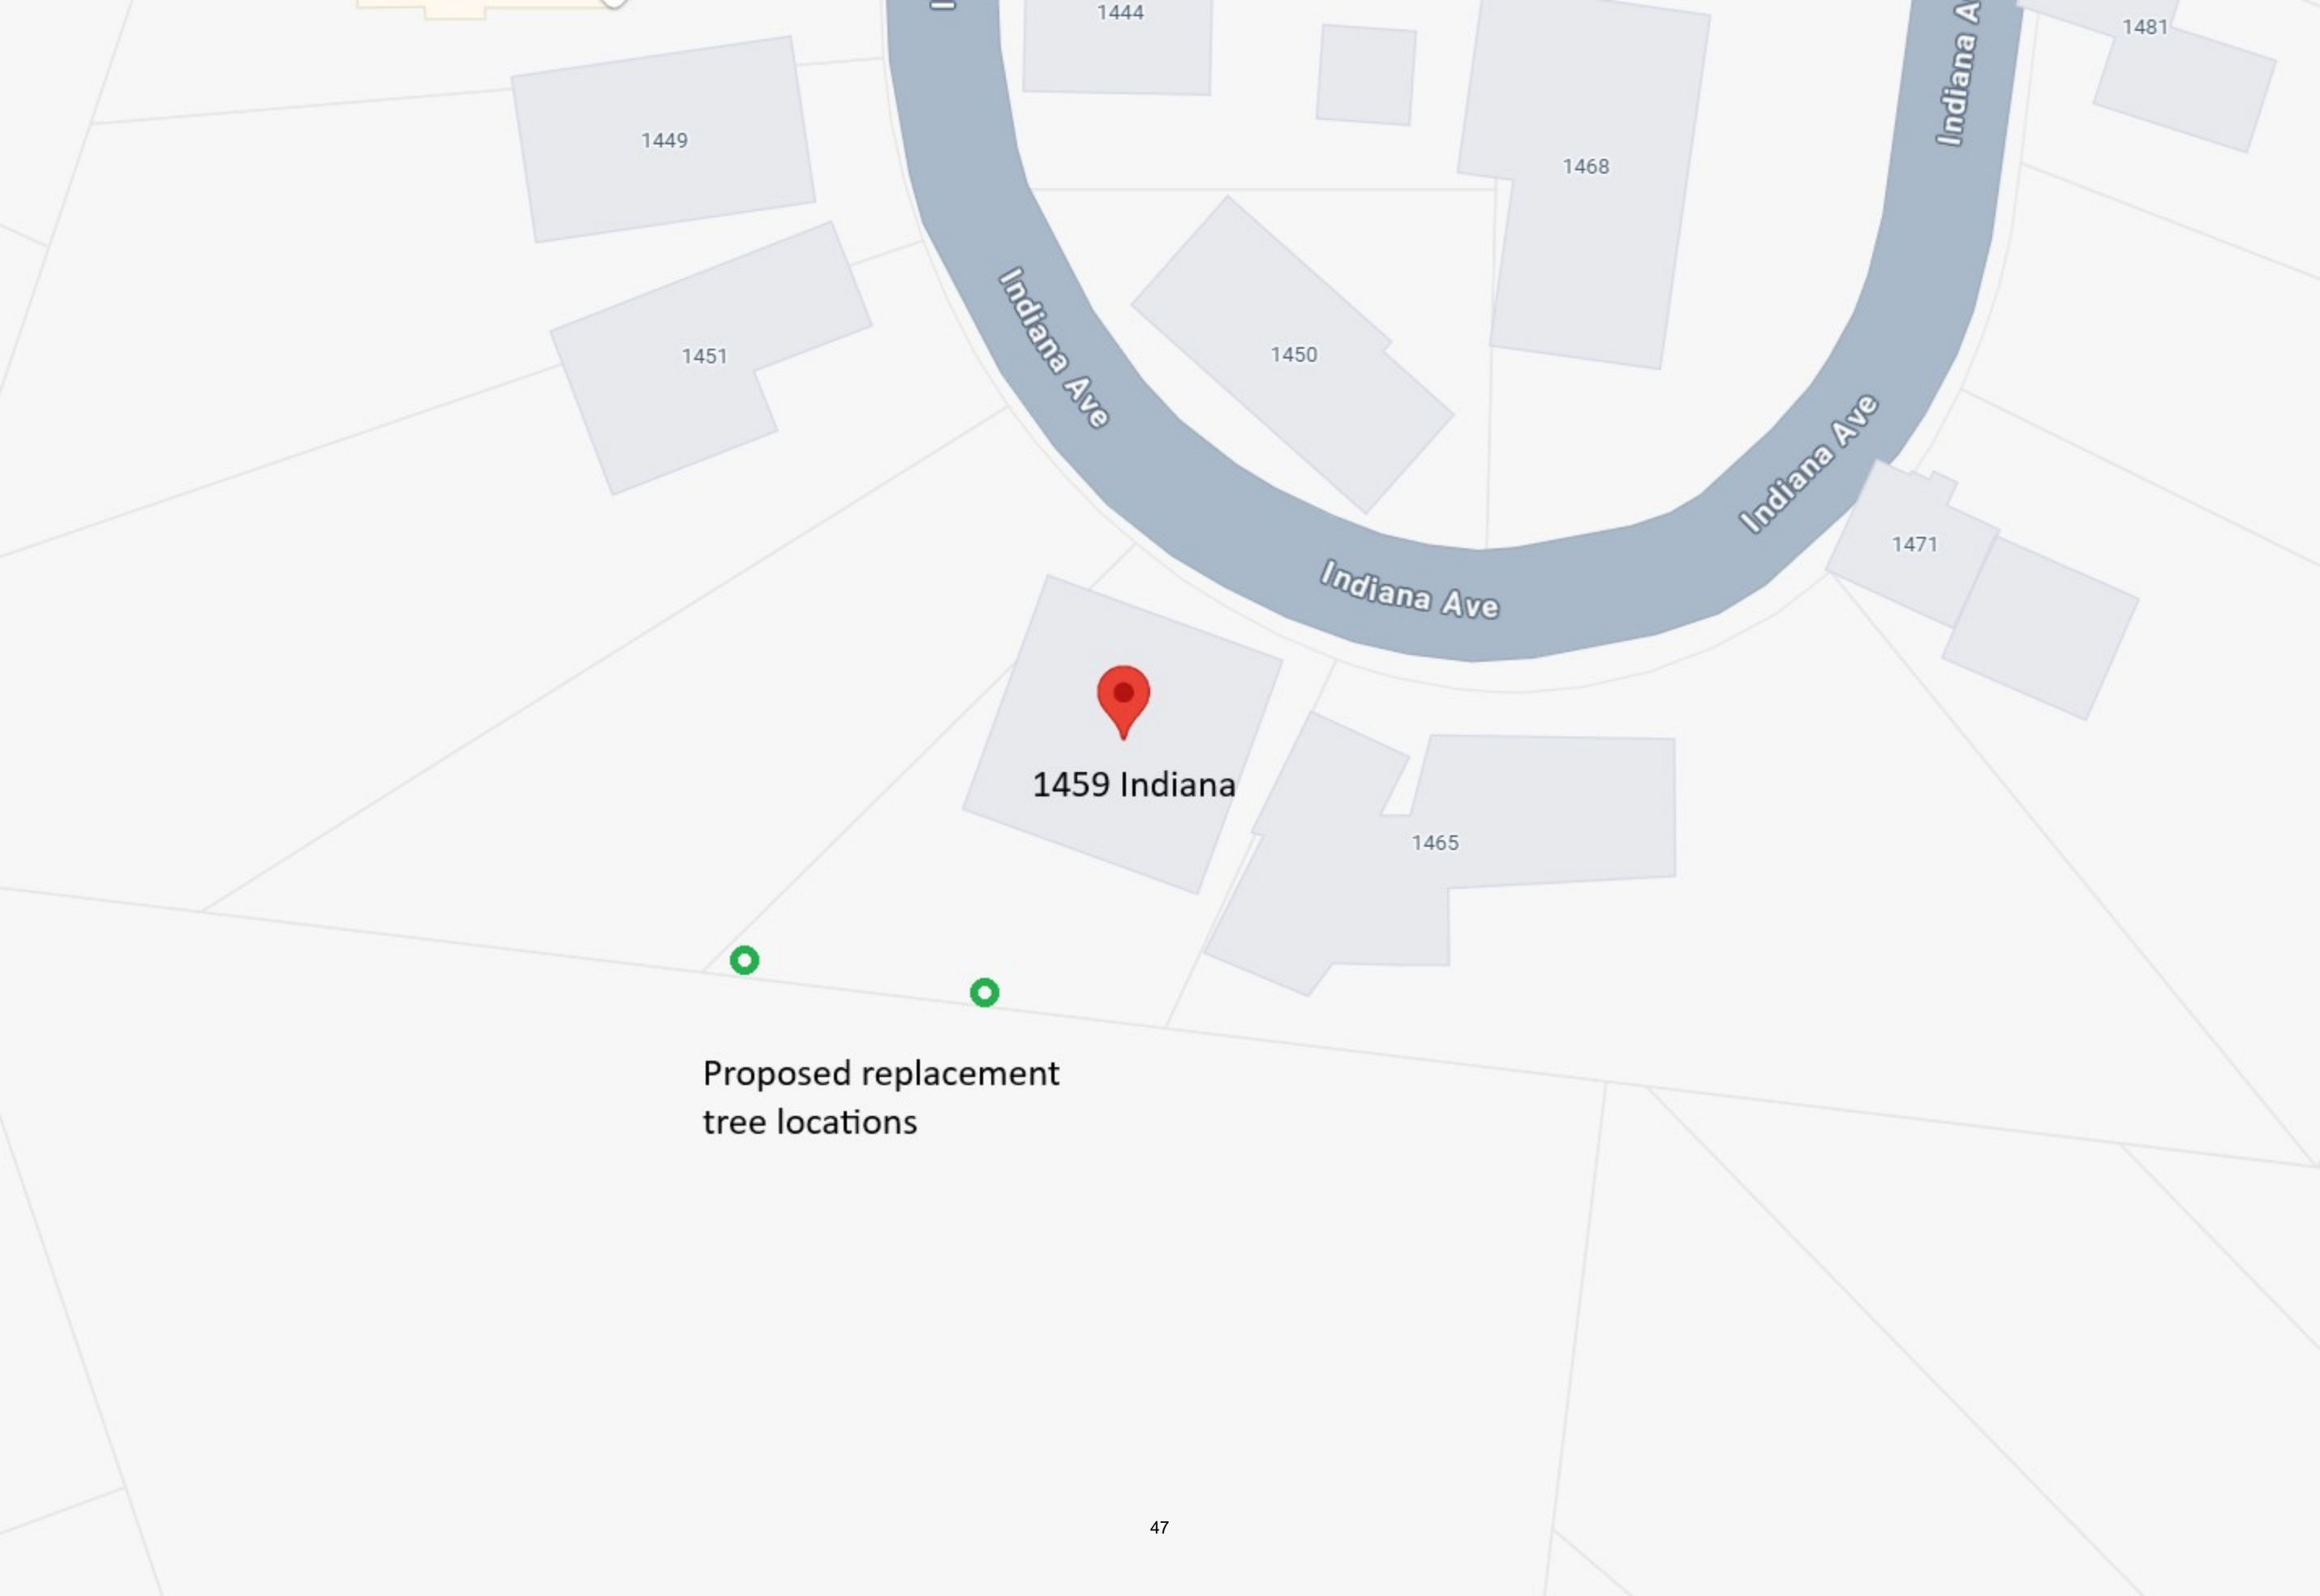 1444
1481
Indiana A
1449
1468
Indiana Ave
1451
1450
Indiana Ave
1471
Indiana Ave
1459 Indiana
1465
Proposed replacement
tree locations
47